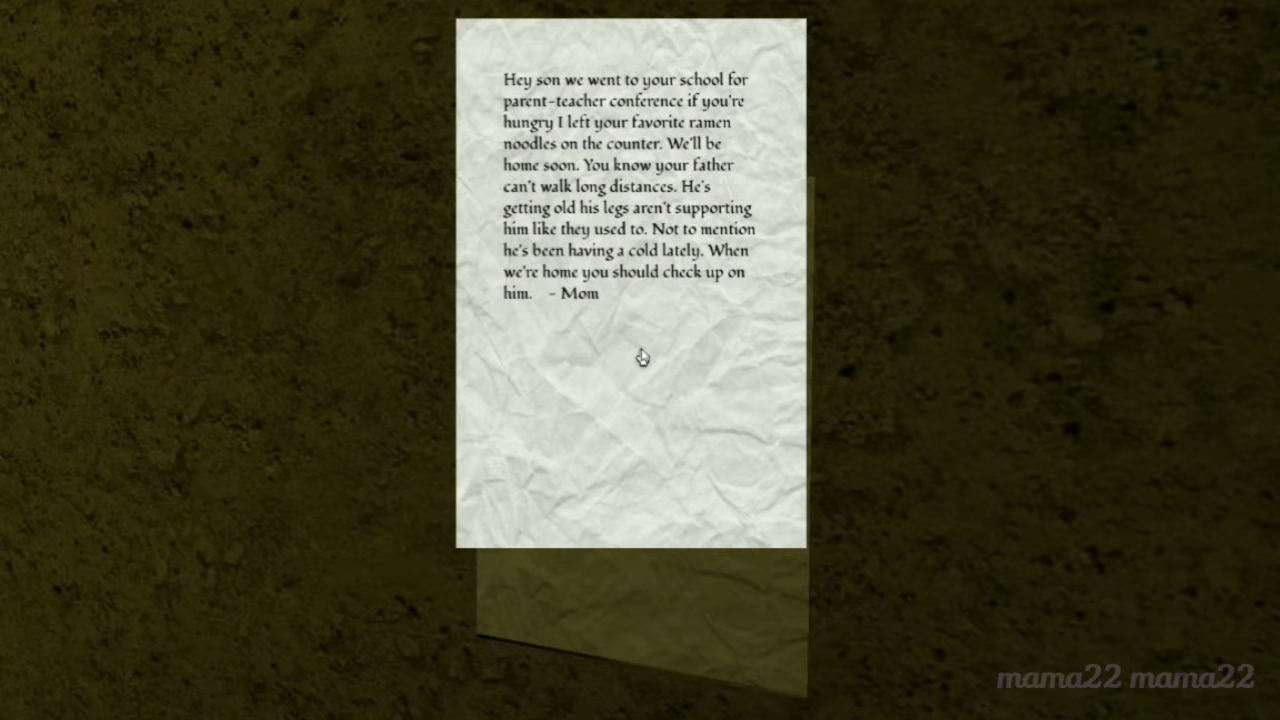 Hey son we went to your school for
parent-teacher conference if you're
hungry I left your favorite ramen
noodles on the counter. We'll be
home soon. You know your father
can't walk long distances. He's
getting old his legs aren't supporting
him like they used to. Not to mention
he's been having a cold lately. When
we're home you should check up on
him. - Mom
mama22 mama22